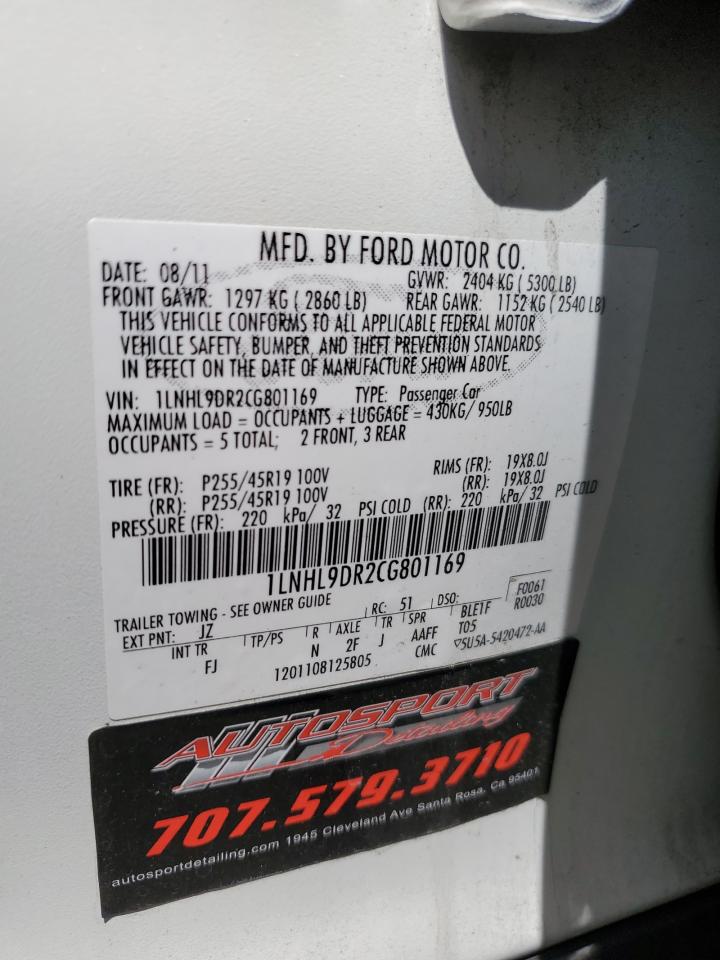 MFD. BY FORD MOTOR CO.
DATE: 08/11
GVWR: 2404 KG ( 5300 LB)
FRONT GAWR: 1297 KG ( 2860 LB)
REAR GAWR: 1152 KG ( 2540 LB)
THIS VEHICLE CONFORMS TO ALL APPLICABLE FEDERAL MOTOR
VEHICLE SAFETY, BUMPER, AND THEFT PREVENTION STANDARDS
IN EFFECT ON THE DATE OF MANUFACTURE SHOWN ABOVE.
VIN: 1LNHL9DR2CG801169 TYPE: Passenger Car
MAXIMUM LOAD = OCCUPANTS + LUGGAGE = 430KG/ 950LB
OCCUPANTS = 5 TOTAL; 2 FRONT, 3 REAR
TIRE (FR): P255/45R19 100V RIMS (FR): 19X8.0J
(RR): P255/45R19 100V (RR): 19X8.0J
PRESSURE (FR): 220 kPa/ 32 PSI COLD (RR): 220 kPa/ 32 PSI COLD
1LNHL9DR2CG801169
TRAILER TOWING - SEE OWNER GUIDE
RC: 51 DSO: F0061
R0030
EXT PNT: JZ
INT TR TP/PS R AXLE TR SPR BLE1F
FJ N 2F J AAFF T05
1201108125805 CMC ▽5U5A-5420472-AA
AUTOSPORT
Detailing
707.579.3710
autosportdetailing.com 1945 Cleveland Ave Santa Rosa, Ca 95401